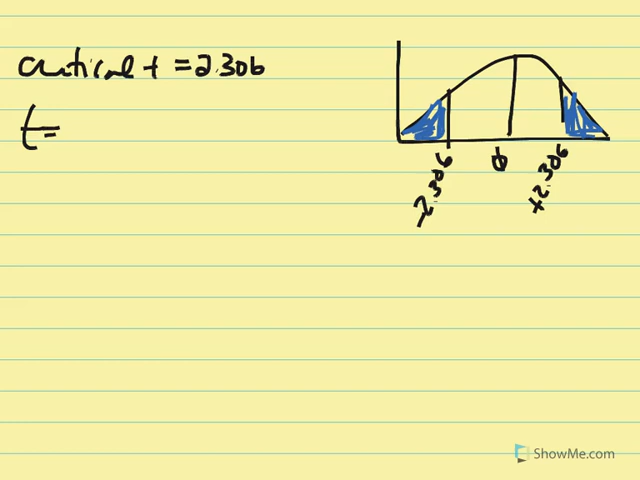 critical t = 2.306
t=
-2.306
0
+2.306
ShowMe.com